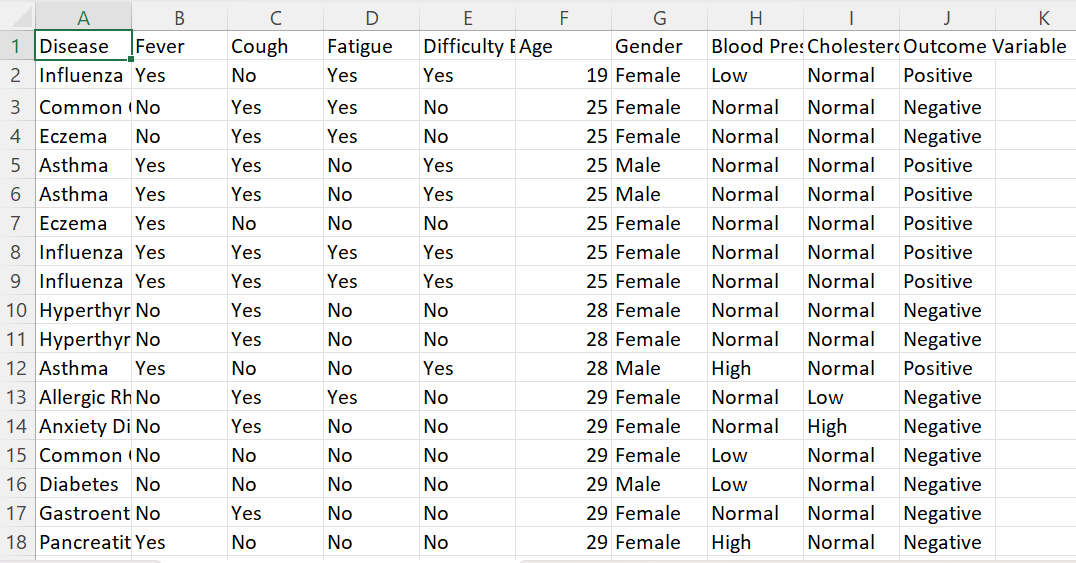 A B C D E F G H I J K
1 Disease Fever Cough Fatigue Difficulty Age Gender Blood Pres Cholestero Outcome Variable
2 Influenza Yes No Yes Yes 19 Female Low Normal Positive
3 Common No Yes Yes No 25 Female Normal Normal Negative
4 Eczema No Yes Yes No 25 Female Normal Normal Negative
5 Asthma Yes Yes No Yes 25 Male Normal Normal Positive
6 Asthma Yes Yes No Yes 25 Male Normal Normal Positive
7 Eczema Yes No No No 25 Female Normal Normal Positive
8 Influenza Yes Yes Yes Yes 25 Female Normal Normal Positive
9 Influenza Yes Yes Yes Yes 25 Female Normal Normal Positive
10 Hyperthyr No Yes No No 28 Female Normal Normal Negative
11 Hyperthyr No Yes No No 28 Female Normal Normal Negative
12 Asthma Yes No No Yes 28 Male High Normal Positive
13 Allergic Rh No Yes Yes No 29 Female Normal Low Negative
14 Anxiety Di No Yes No No 29 Female Normal High Negative
15 Common No No No No 29 Female Low Normal Negative
16 Diabetes No No No No 29 Male Low Normal Negative
17 Gastroent No Yes No No 29 Female Normal Normal Negative
18 Pancreatit Yes No No No 29 Female High Normal Negative